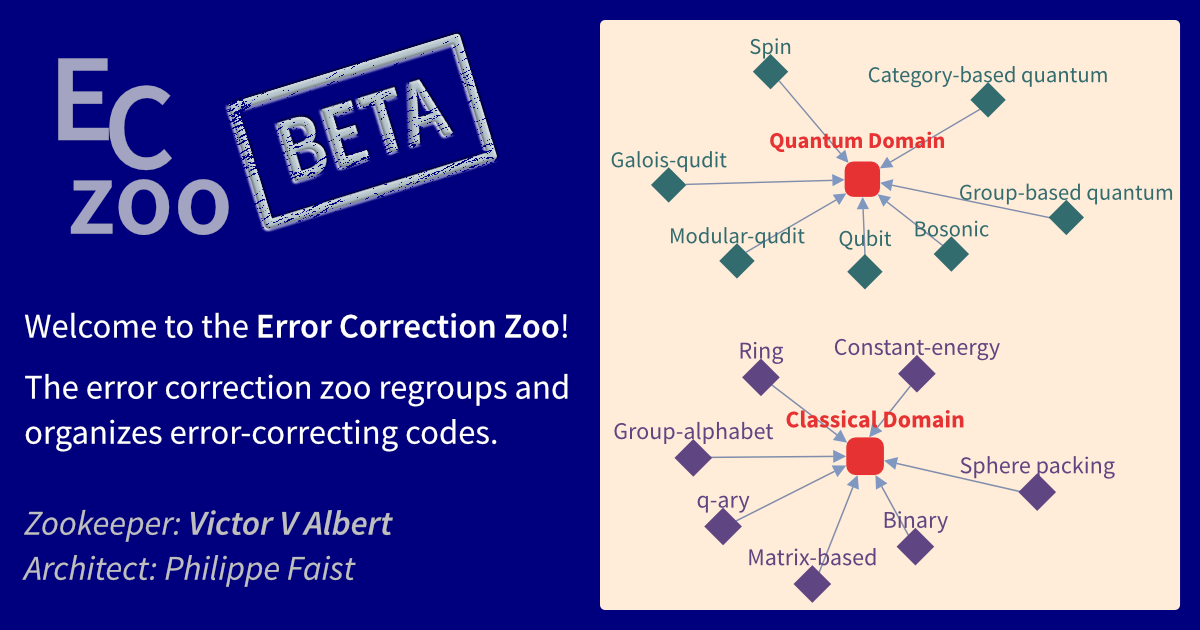 EC
zoo
BETA
Welcome to the Error Correction Zoo!
The error correction zoo regroups and
organizes error-correcting codes.
Zookeeper: Victor V Albert
Architect: Philippe Faist
Spin
Category-based quantum
Quantum Domain
Galois-qudit
Group-based quantum
Modular-qudit
Qubit
Bosonic
Ring
Constant-energy
Classical Domain
Group-alphabet
Sphere packing
q-ary
Binary
Matrix-based